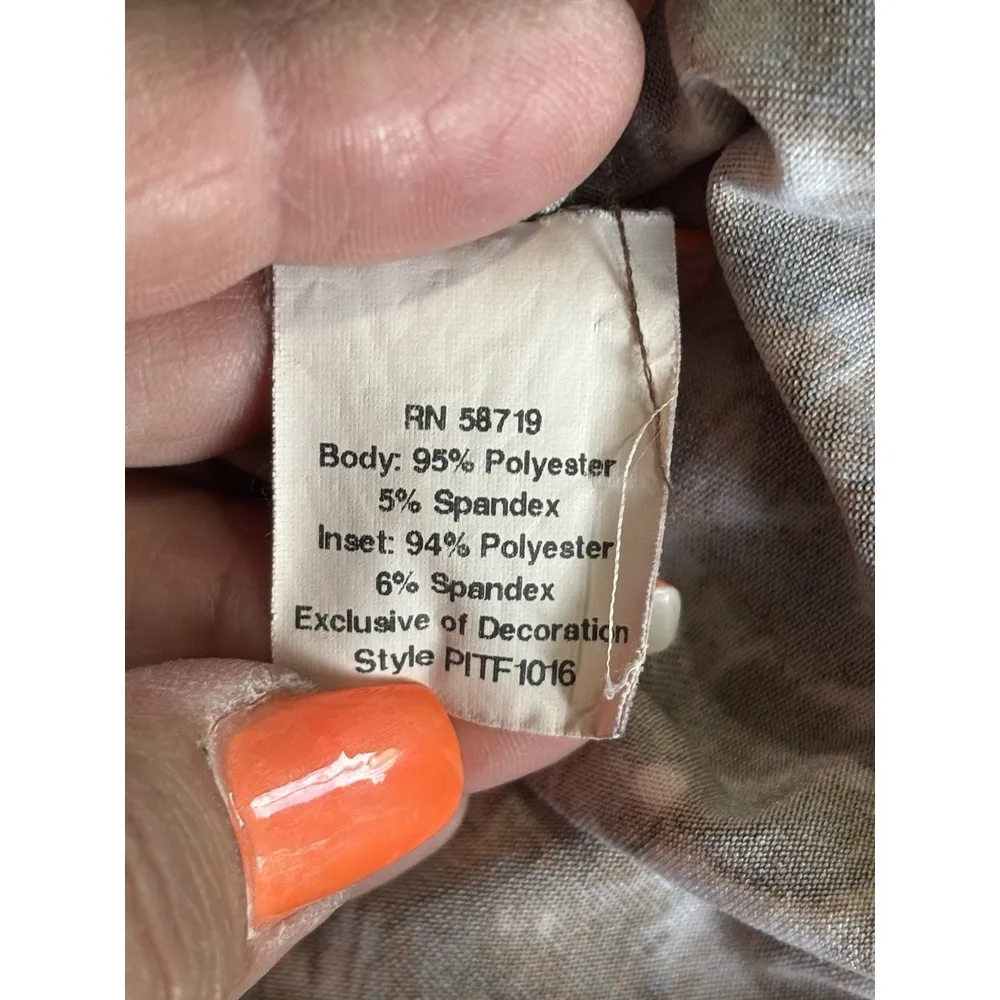 RN 58719
Body: 95% Polyester
5% Spandex
Inset: 94% Polyester
6% Spandex
Exclusive of Decoration
Style PITF1016